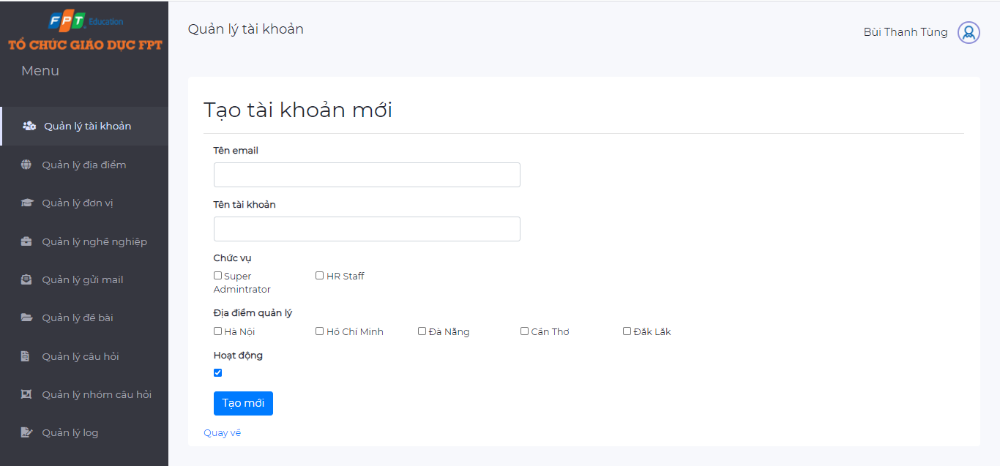 FPT Education
TỔ CHỨC GIÁO DỤC FPT
Menu
Quản lý tài khoản
Quản lý địa điểm
Quản lý đơn vị
Quản lý nghề nghiệp
Quản lý gửi mail
Quản lý đề bài
Quản lý câu hỏi
Quản lý nhóm câu hỏi
Quản lý log
Quản lý tài khoản
Bùi Thanh Tùng
Tạo tài khoản mới
Tên email
Tên tài khoản
Chức vụ
Super
Admintrator
HR Staff
Địa điểm quản lý
Hà Nội
Hồ Chí Minh
Đà Nẵng
Cần Thơ
Đắk Lắk
Hoạt động
Tạo mới
Quay về